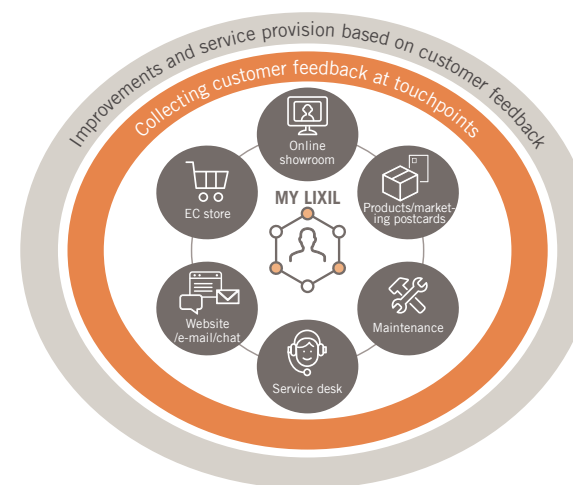 Improvements and service provision based on customer feedback
Collecting customer feedback at touchpoints
Online
showroom
EC store
MY LIXIL
Products/market-
ing postcards
Website
/e-mail/chat
Maintenance
Service desk